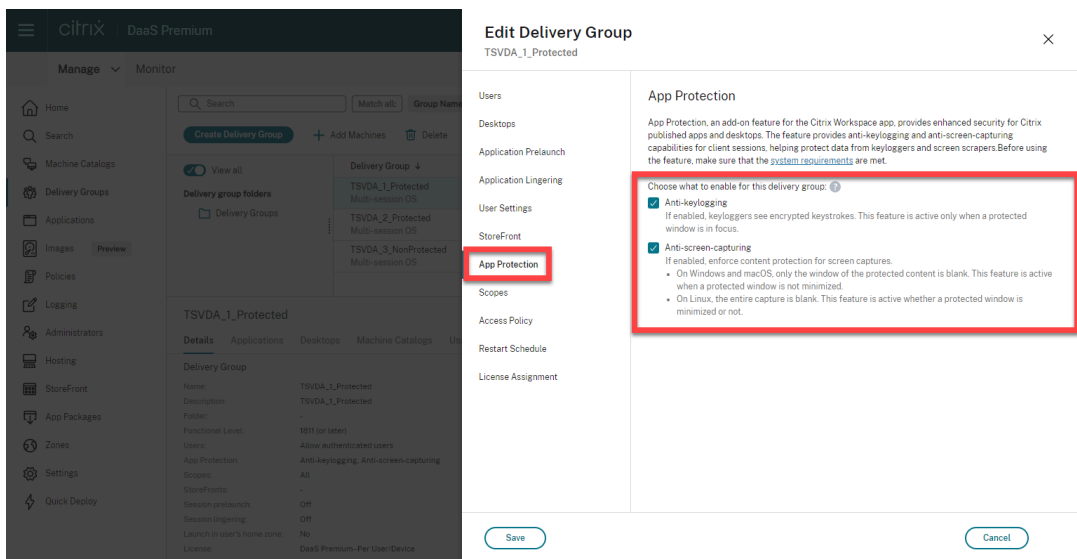 citrix DaaS Premium
Manage Monitor
Home
Search
Machine Catalogs
Delivery Groups
Applications
Images Preview
Policies
Logging
Administrators
Hosting
StoreFront
App Packages
Zones
Settings
Quick Deploy
Search Match all: Group Name
Create Delivery Group Add Machines Delete
View all
Delivery group folders
Delivery Groups
Delivery Group ↓
TSVDA_1_Protected
Multi-session OS
TSVDA_2_Protected
Multi-session OS
TSVDA_3_NonProtected
Multi-session OS
TSVDA_1_Protected
Details Applications Desktops Machine Catalogs Us
Delivery Group
Name: TSVDA_1_Protected
Description: TSVDA_1_Protected
Folder: -
Functional Level: 1811 (or later)
Users: Allow authenticated users
App Protection: Anti-keylogging, Anti-screen-capturing
Scopes: All
StoreFronts: -
Session prelaunch: Off
Session lingering: Off
Launch in user's home zone: No
License: DaaS Premium - Per User/Device
Edit Delivery Group
TSVDA_1_Protected
Users
Desktops
Application Prelaunch
Application Lingering
User Settings
StoreFront
App Protection
Scopes
Access Policy
Restart Schedule
License Assignment
App Protection
App Protection, an add-on feature for the Citrix Workspace app, provides enhanced security for Citrix
published apps and desktops. The feature provides anti-keylogging and anti-screen-capturing
capabilities for client sessions, helping protect data from keyloggers and screen scrapers.Before using
the feature, make sure that the system requirements are met.
Choose what to enable for this delivery group: ?
Anti-keylogging
If enabled, keyloggers see encrypted keystrokes. This feature is active only when a protected
window is in focus.
Anti-screen-capturing
If enabled, enforce content protection for screen captures.
• On Windows and macOS, only the window of the protected content is blank. This feature is active
when a protected window is not minimized.
• On Linux, the entire capture is blank. This feature is active whether a protected window is
minimized or not.
Save Cancel